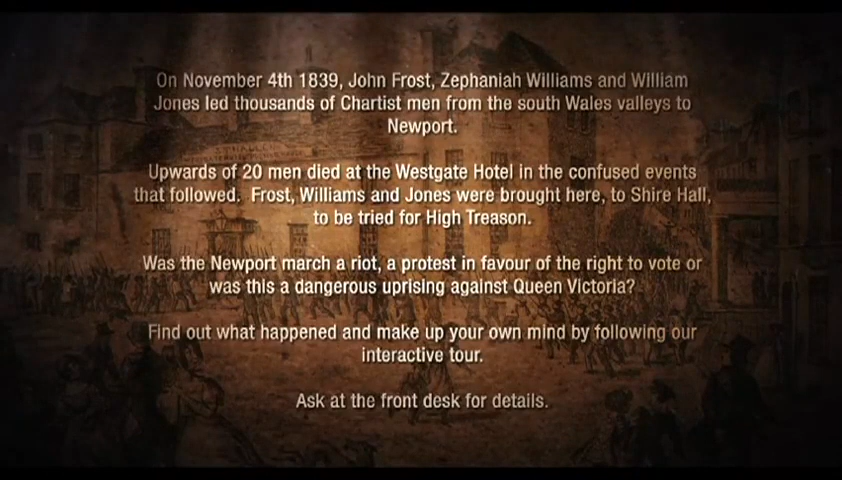 On November 4th 1839, John Frost, Zephaniah Williams and William
Jones led thousands of Chartist men from the south Wales valleys to
Newport.
Upwards of 20 men died at the Westgate Hotel in the confused events
that followed.  Frost, Williams and Jones were brought here, to Shire Hall,
to be tried for High Treason.
Was the Newport march a riot, a protest in favour of the right to vote or
was this a dangerous uprising against Queen Victoria?
Find out what happened and make up your own mind by following our
interactive tour.
Ask at the front desk for details.